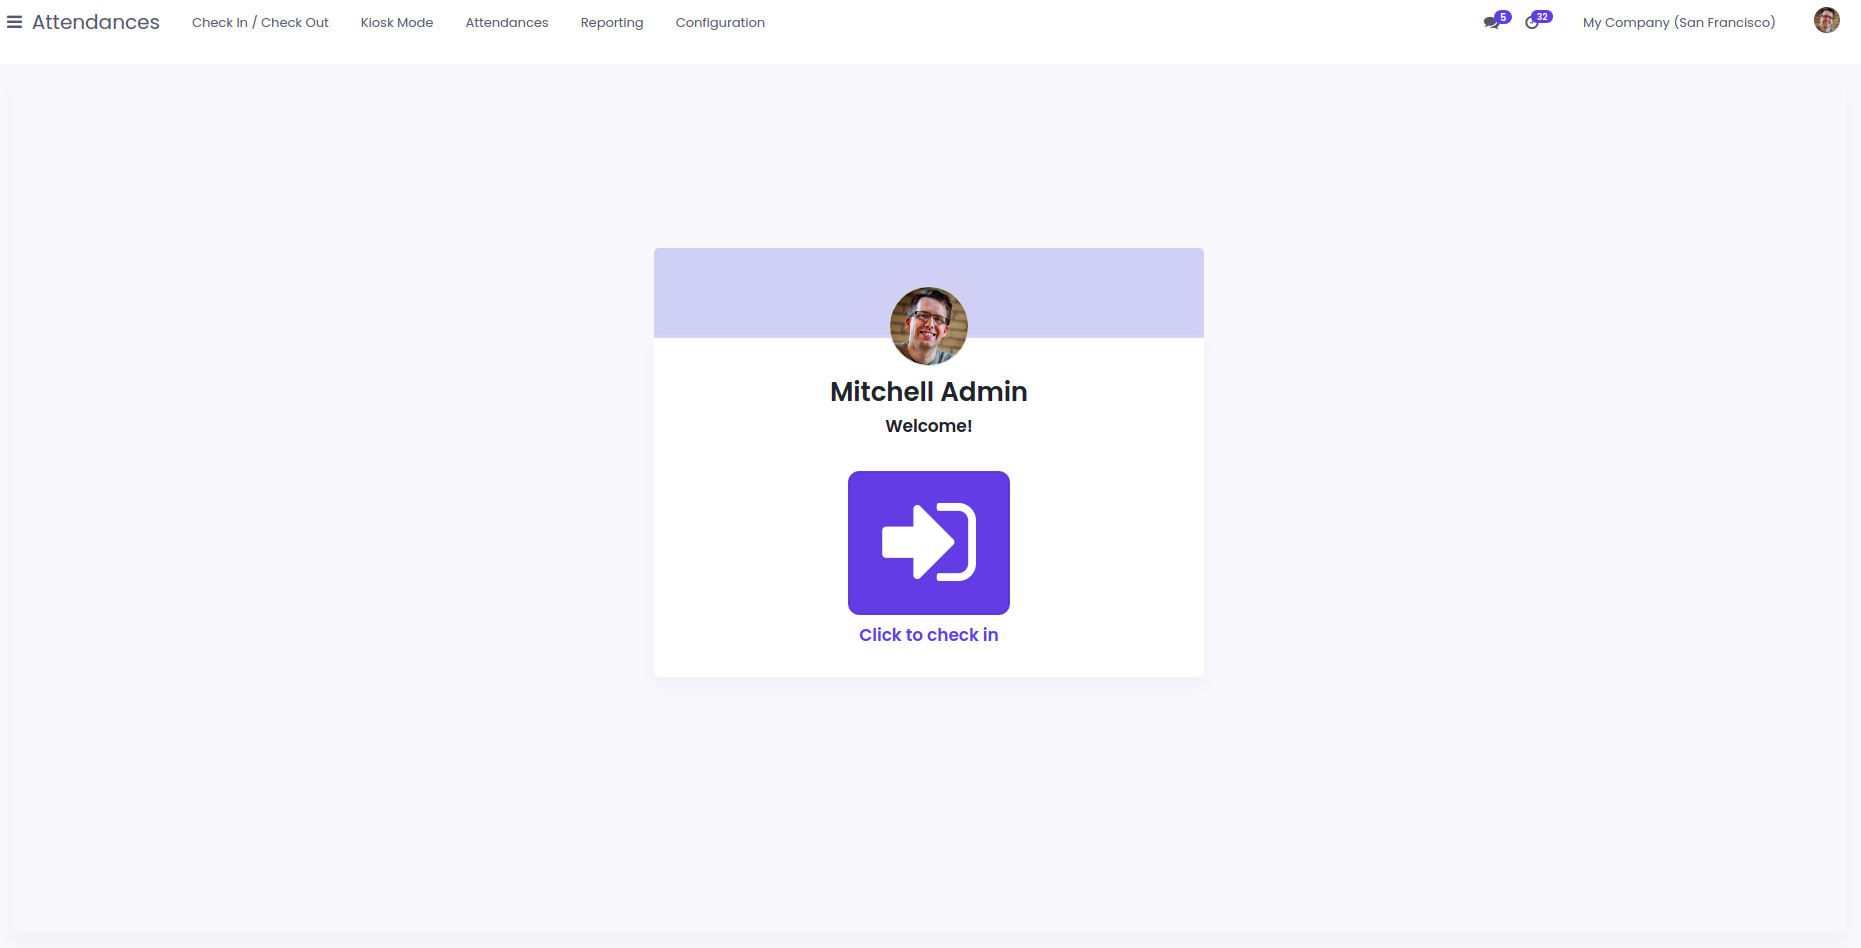 Attendances Check In / Check Out Kiosk Mode Attendances Reporting Configuration 5 32 My Company (San Francisco)
Mitchell Admin
Welcome!
Click to check in